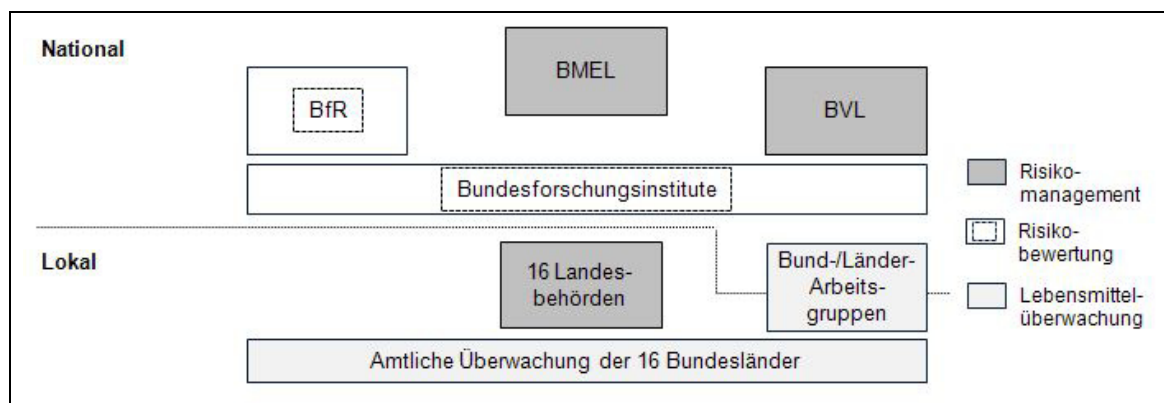 National
BMEL
BfR
BVL
Bundesforschungsinstitute
Risiko-
management
Risiko-
bewertung
Lokal
16 Landes-
behörden
Bund-/Länder-
Arbeits-
gruppen
Lebensmittel-
überwachung
Amtliche Überwachung der 16 Bundesländer